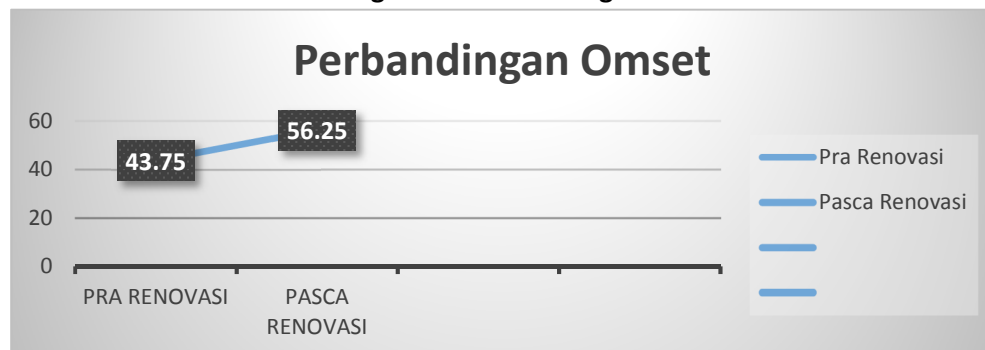 Perbandingan Omset
60
40
20
0
43.75
56.25
PRA RENOVASI
PASCA
RENOVASI
Pra Renovasi
Pasca Renovasi